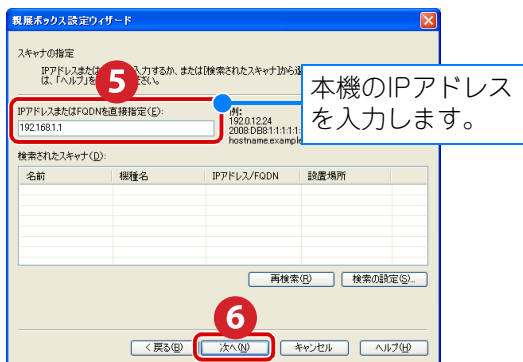 親展ボックス設定ウィザード
スキャナの指定
IPアドレスまたは 入力するか、または[検索されたスキャナ]から
は、「ヘルプ」を ださい。
5
本機のIPアドレス
を入力します。
IPアドレスまたはFQDNを直接指定(E):
192.168.1.1
例:
192.0.12.24
2008:DB8:1:1:1:1:
hostname.example
検索されたスキャナ(D):
名前 機種名 IPアドレス/FQDN 設置場所
再検索(R) 検索の設定(S)...
6
< 戻る(B) 次へ(N) キャンセル ヘルプ(H)